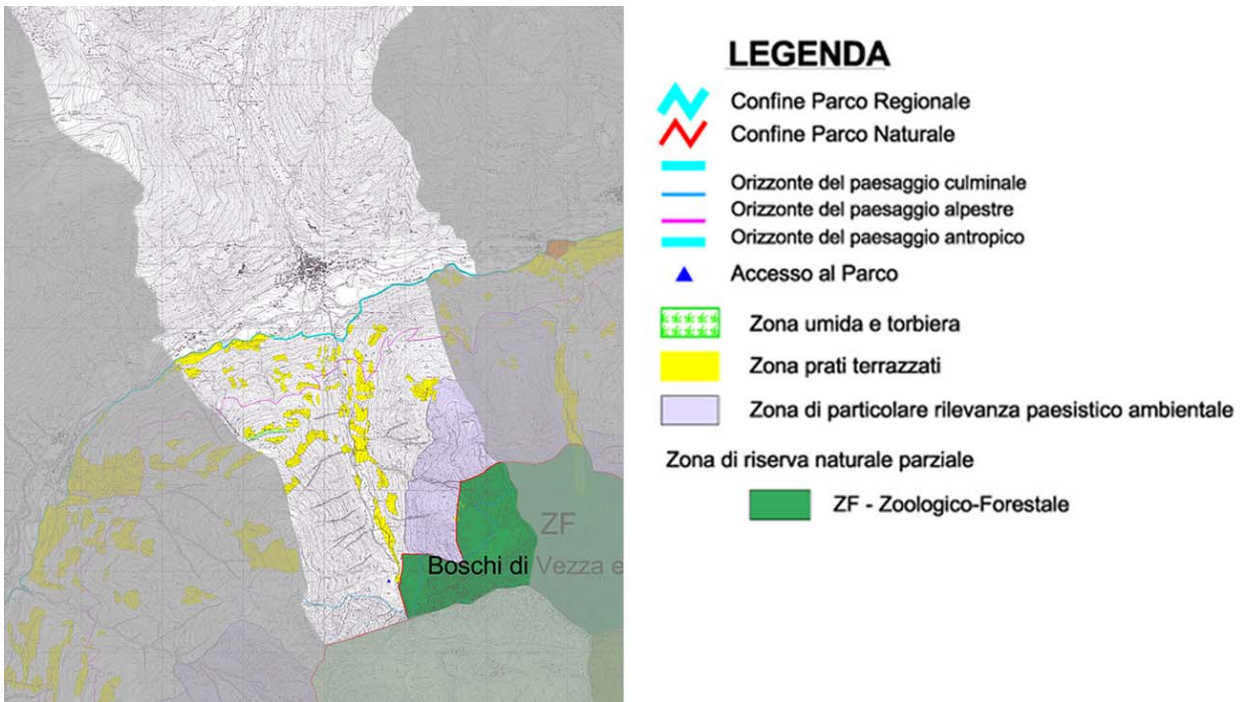 ZF
Boschi di Vezza e
LEGENDA
Confine Parco Regionale
Confine Parco Naturale
Orizzonte del paesaggio culminale
Orizzonte del paesaggio alpestre
Orizzonte del paesaggio antropico
Accesso al Parco
Zona umida e torbiera
Zona prati terrazzati
Zona di particolare rilevanza paesistico ambientale
Zona di riserva naturale parziale
ZF - Zoologico-Forestale